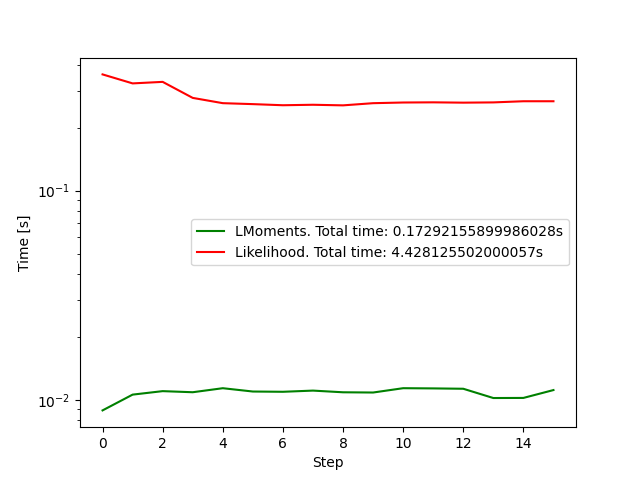 10⁻¹
10⁻²
Time [s]
LMoments. Total time: 0.17292155899986028s
Likelihood. Total time: 4.428125502000057s
0 2 4 6 8 10 12 14
Step